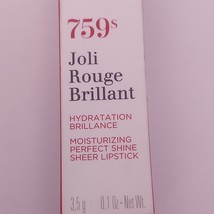 759s
Joli
Rouge
Brillant
HYDRATATION
BRILLANCE
MOISTURIZING
PERFECT SHINE
SHEER LIPSTICK
3,5 g 0.1 Oz - Net Wt.